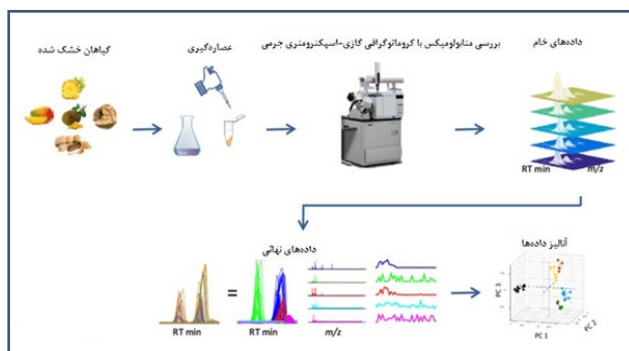 گیاهان خشک شده
عصاره‌گیری
بررسی متابولومیکس با کروماتوگرافی گازی-اسپکترومتری جرمی
داده‌های خام
RT min
m/z
داده‌های نهائی
آنالیز داده‌ها
=
RT min
RT min
m/z
PC 3
PC 1
PC 2